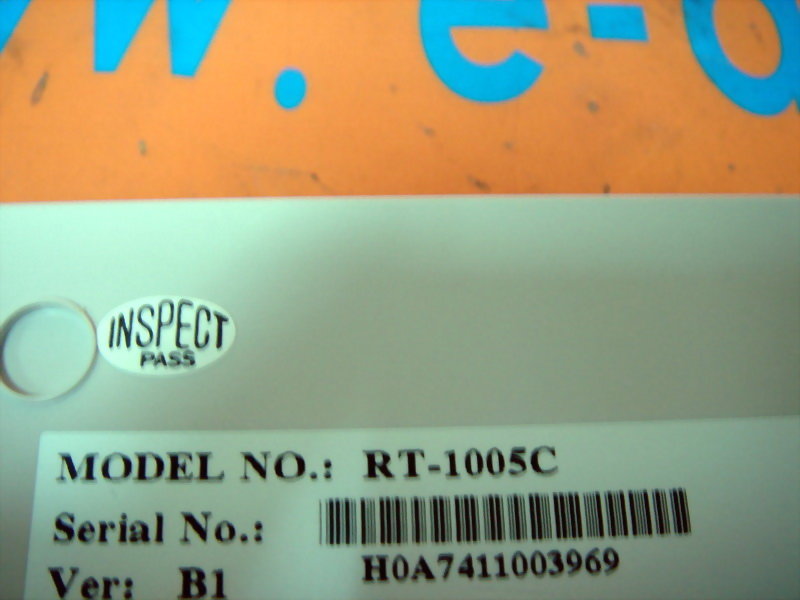 w.e-d
INSPECT
PASS
MODEL NO.: RT-1005C
Serial No.:
H0A7411003969
Ver: B1